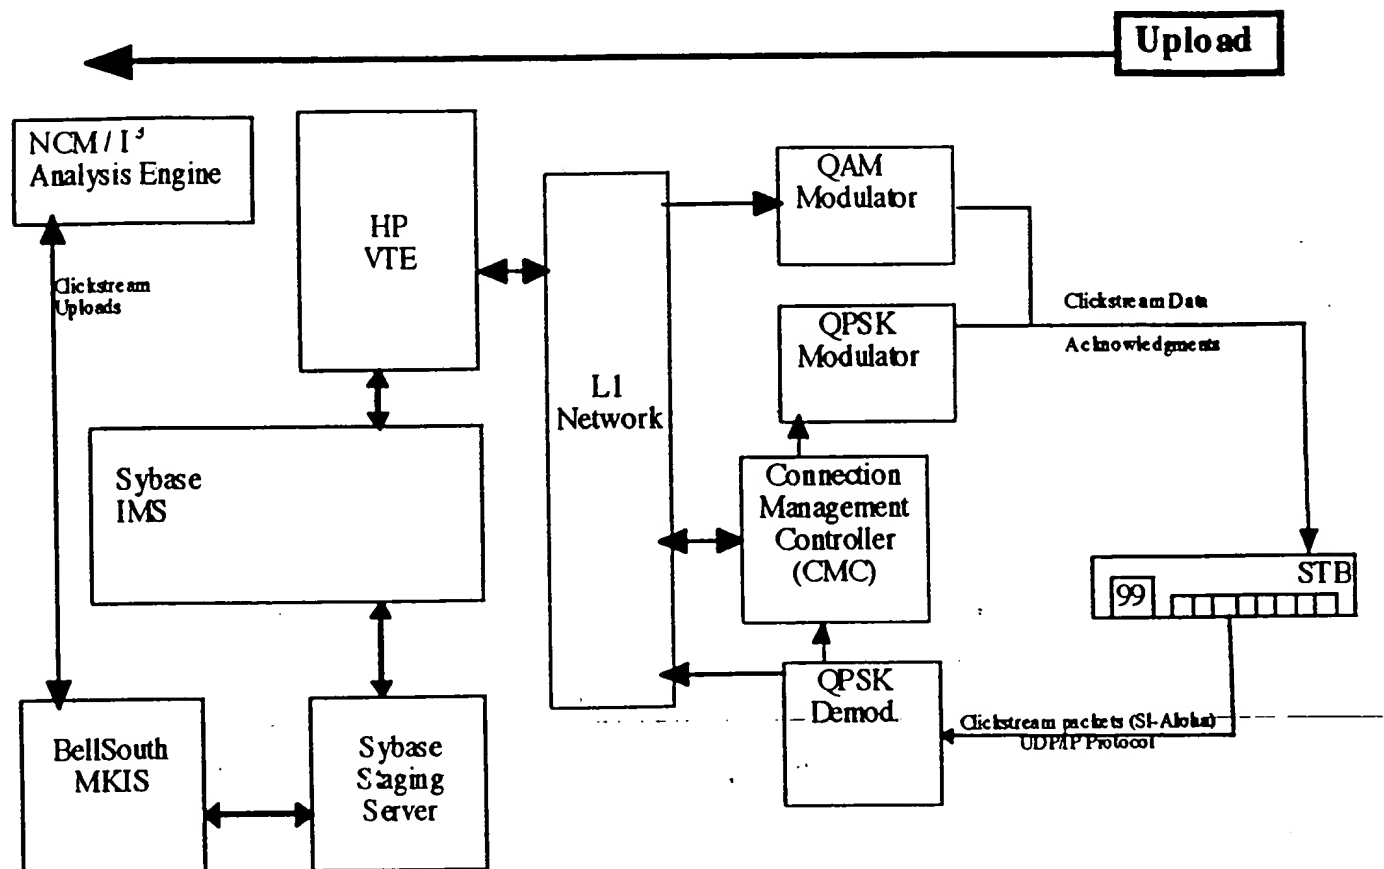 Upload
NCM / I³
Analysis Engine
HP
VTE
QAM
Modulator
Clickstream
Uploads
Clickstream Data
Acknowledgments
QPSK
Modulator
L1
Network
Sybase
IMS
Connection
Management
Controller
(CMC)
STB
99
QPSK
Demod.
Clickstream packets (Sl-Aloha)
UDP/IP Protocol
BellSouth
MKIS
Sybase
Staging
Server